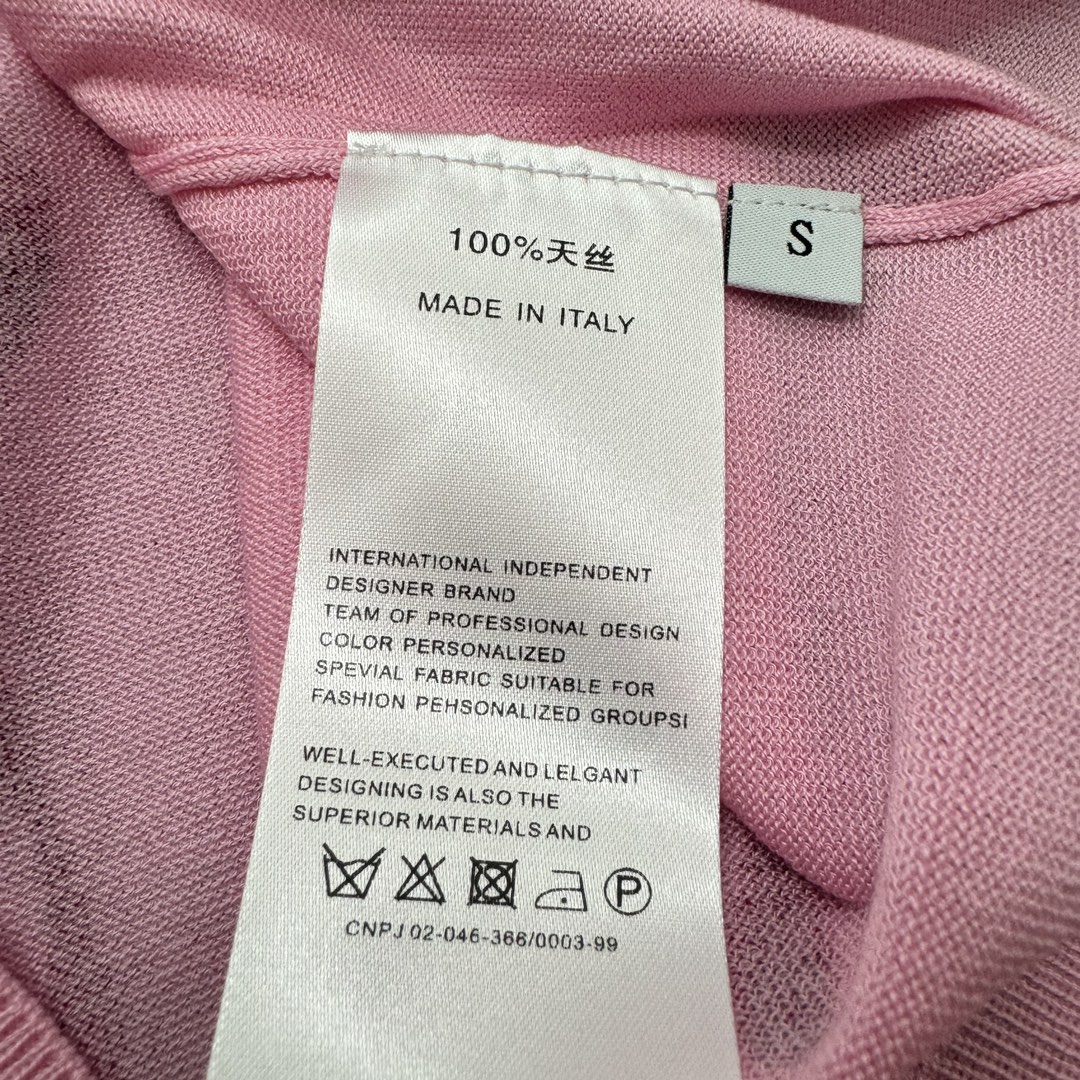 100%天丝
MADE IN ITALY
S
INTERNATIONAL INDEPENDENT
DESIGNER BRAND
TEAM OF PROFESSIONAL DESIGN
COLOR PERSONALIZED
SPEVIAL FABRIC SUITABLE FOR
FASHION PEHSONALIZED GROUPSI
WELL-EXECUTED AND LELGANT
DESIGNING IS ALSO THE
SUPERIOR MATERIALS AND
P
CNPJ 02-046-366/0003-99